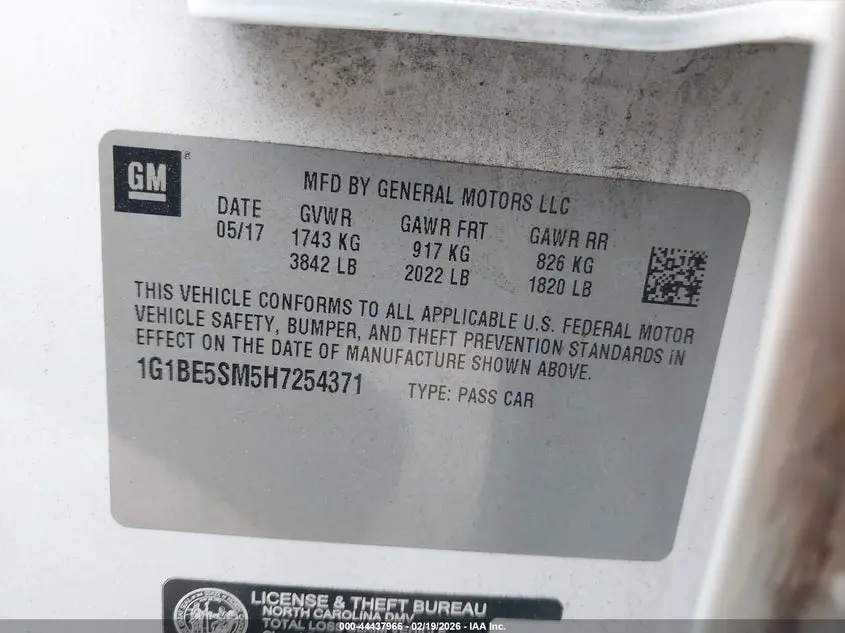 GM ®
MFD BY GENERAL MOTORS LLC
DATE GVWR GAWR FRT GAWR RR
05/17 1743 KG 917 KG 826 KG
3842 LB 2022 LB 1820 LB
THIS VEHICLE CONFORMS TO ALL APPLICABLE U.S. FEDERAL MOTOR
VEHICLE SAFETY, BUMPER, AND THEFT PREVENTION STANDARDS IN
EFFECT ON THE DATE OF MANUFACTURE SHOWN ABOVE.
1G1BE5SM5H7254371 TYPE: PASS CAR
LICENSE & THEFT BUREAU
NORTH CAROLINA DMV
TOTAL LOSS
000-44437966 - 02/19/2026 - IAA Inc.